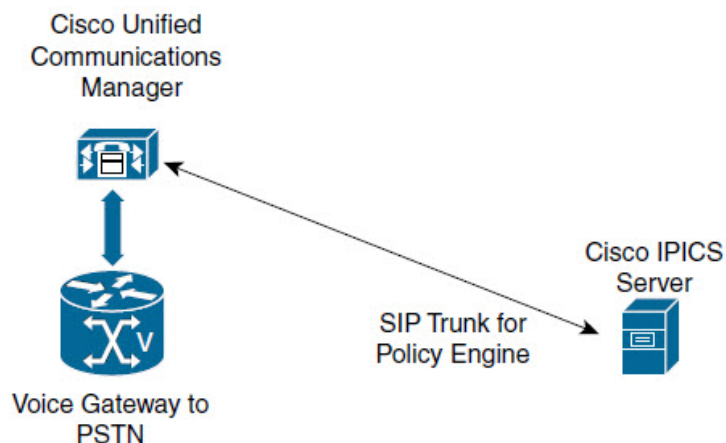 Cisco Unified
Communications
Manager
Cisco IPICS
Server
SIP Trunk for
Policy Engine
V
Voice Gateway to
PSTN